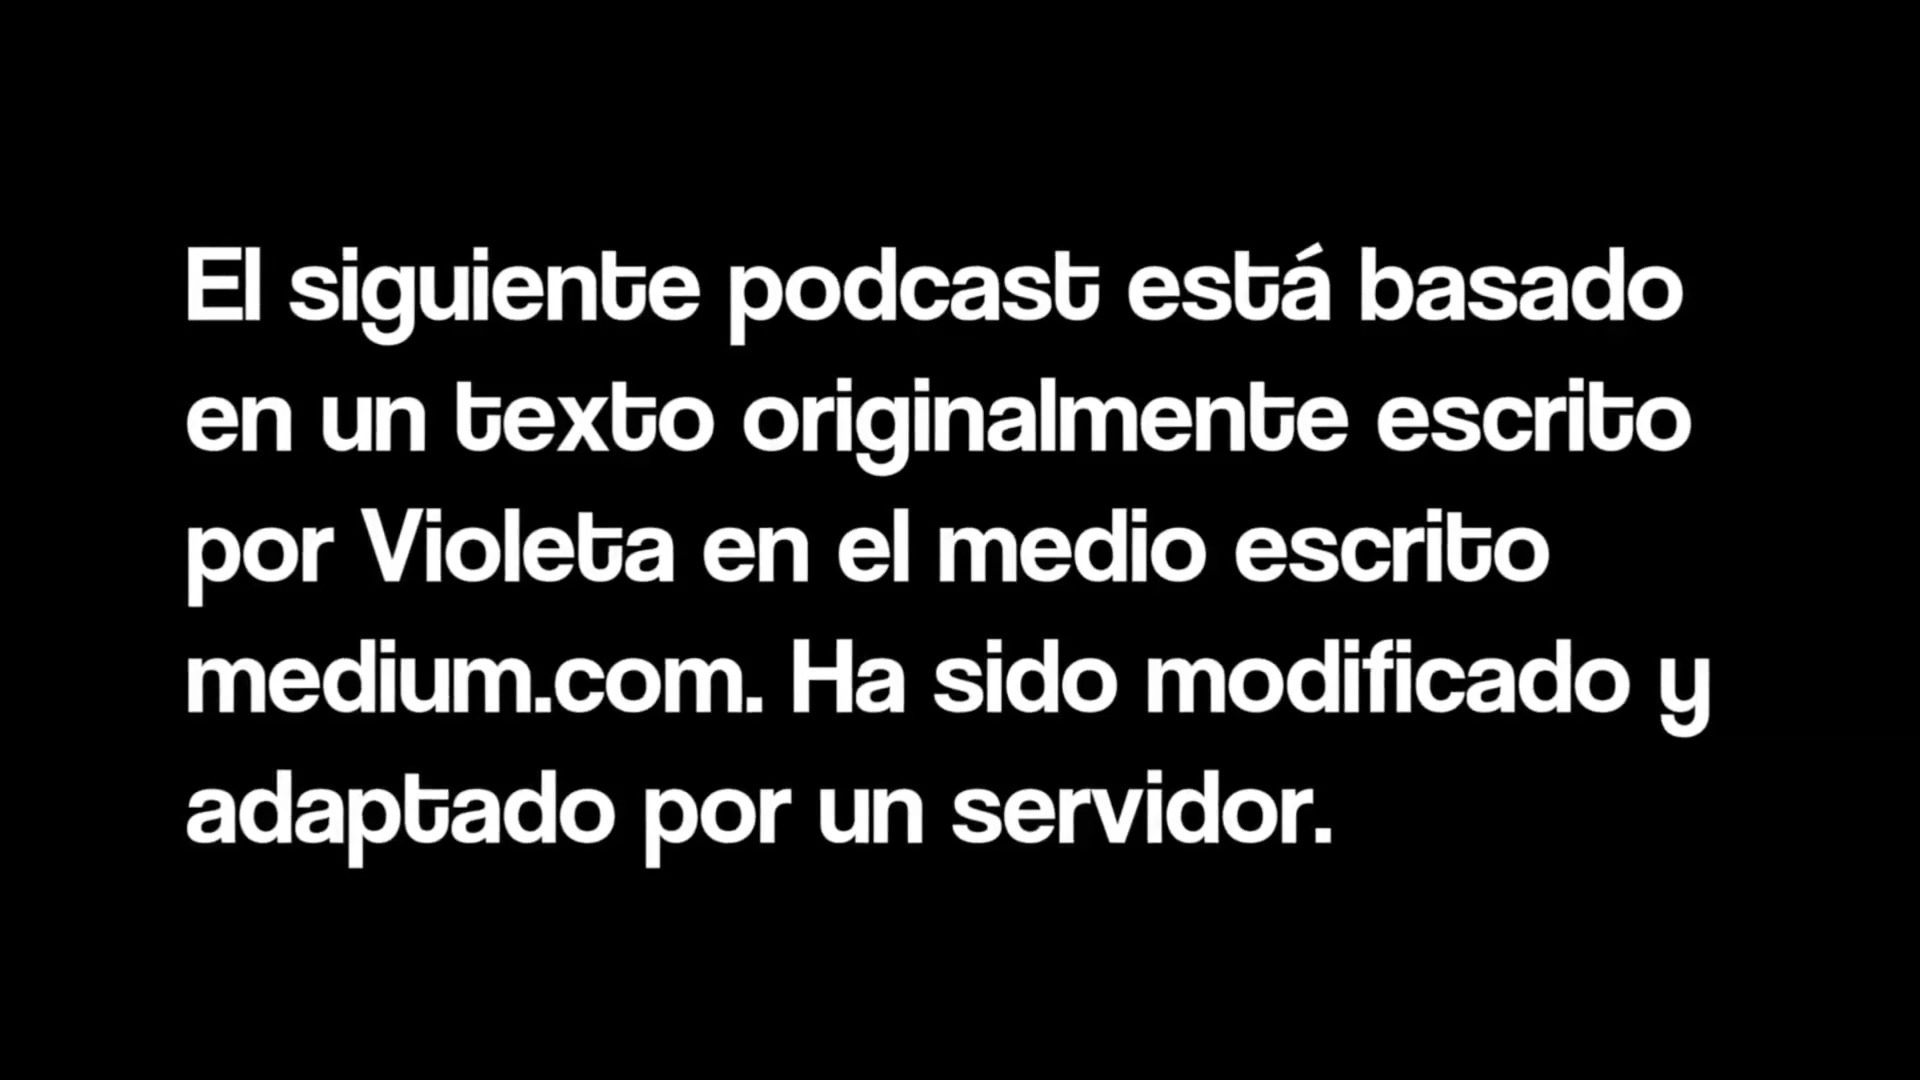 El siguiente podcast está basado
en un texto originalmente escrito
por Violeta en el medio escrito
medium.com. Ha sido modificado y
adaptado por un servidor.